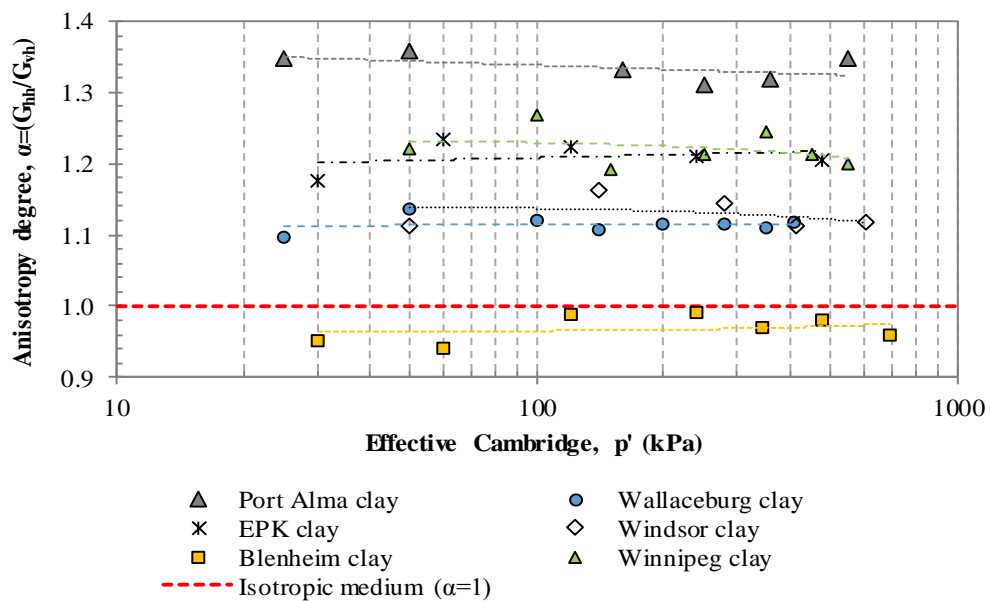 1.4
1.3
1.2
1.1
1.0
0.9
Anisotropy degree, α=(Ghh/Gvh)
10 100 1000
Effective Cambridge, p' (kPa)
Port Alma clay Wallaceburg clay
EPK clay Windsor clay
Blenheim clay Winnipeg clay
Isotropic medium (α=1)